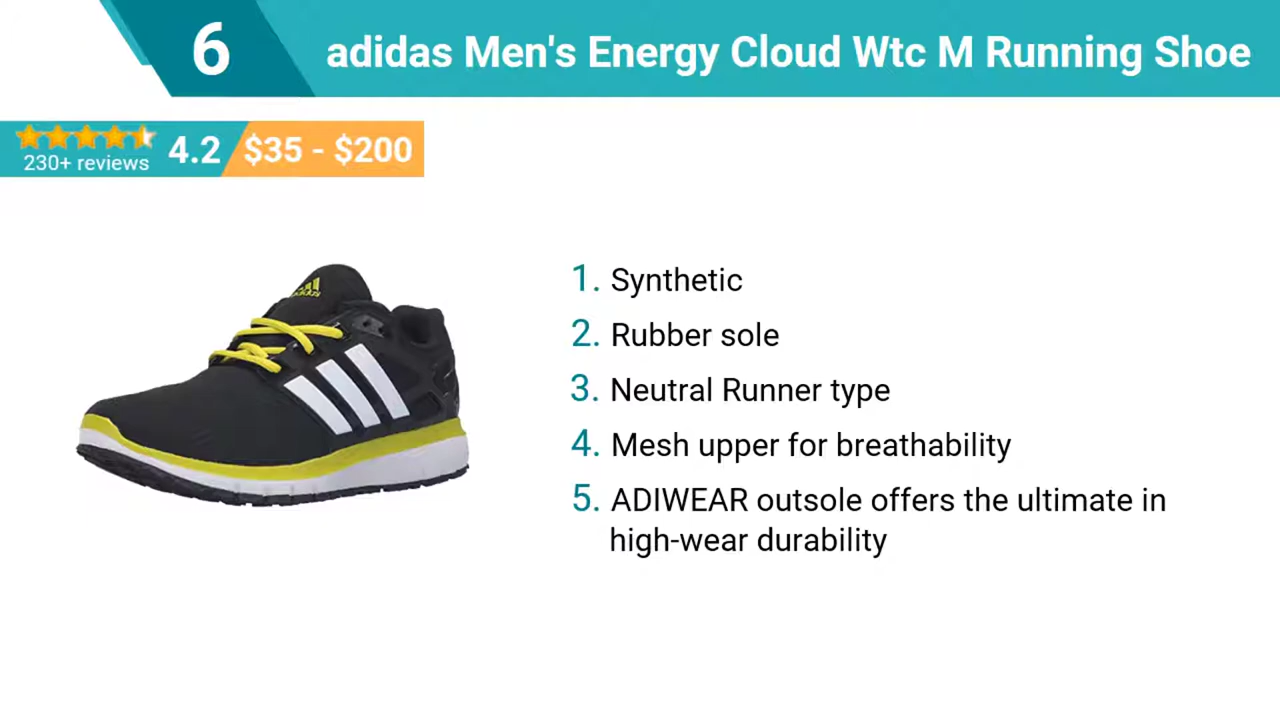 6
adidas Men's Energy Cloud Wtc M Running Shoe
230+ reviews
4.2
$35 - $200
adidas
1. Synthetic
2. Rubber sole
3. Neutral Runner type
4. Mesh upper for breathability
5. ADIWEAR outsole offers the ultimate in
high-wear durability